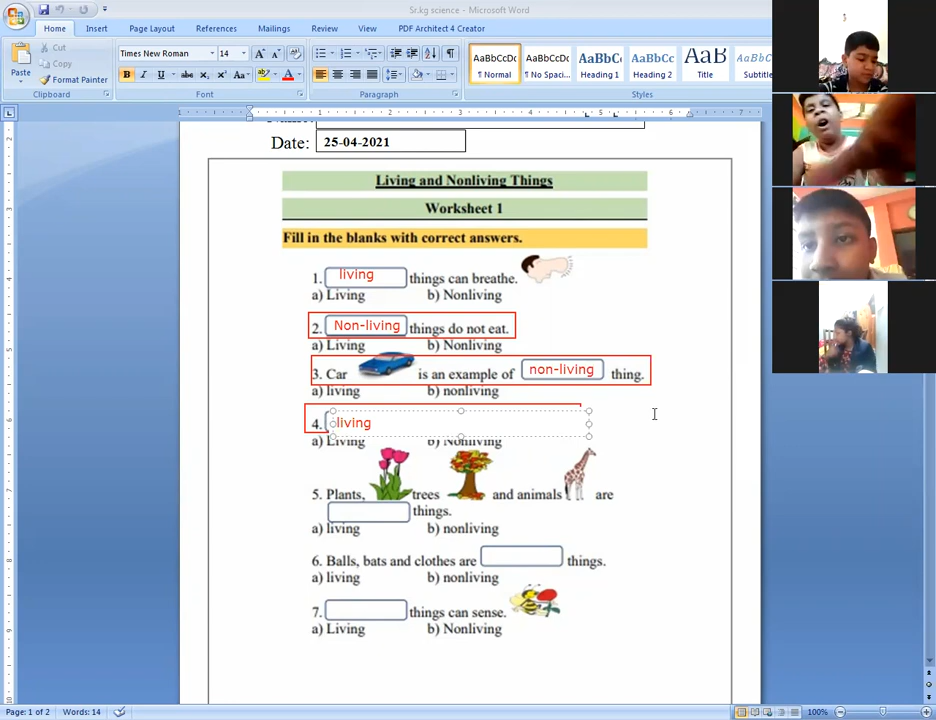 Sr.kg science - Microsoft Word
Home Insert Page Layout References Mailings Review View PDF Architect 4 Creator
Paste
Cut
Copy
Format Painter
Clipboard
Times New Roman 14
Font
Paragraph
AaBbCcDc AaBbCcDc AaBbC AaBbCc AaB AaBbCc
¶ Normal ¶ No Spaci... Heading 1 Heading 2 Title Subtitle
Styles
Date: 25-04-2021
Living and Nonliving Things
Worksheet 1
Fill in the blanks with correct answers.
1. living things can breathe.
a) Living b) Nonliving
2. Non-living things do not eat.
a) Living b) Nonliving
3. Car is an example of non-living thing.
a) living b) nonliving
4. living
a) Living b) Nonliving
5. Plants, trees and animals are
things.
a) living b) nonliving
6. Balls, bats and clothes are things.
a) living b) nonliving
7. things can sense.
a) Living b) Nonliving
Page: 1 of 2 Words: 14 100%